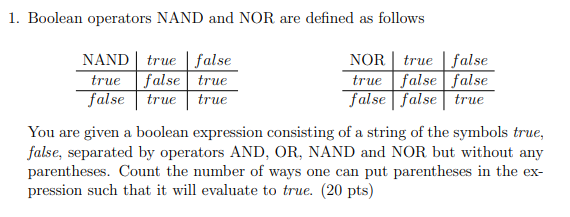 1. Boolean operators NAND and NOR are defined as follows
NAND true false NOR true false
true false true true false false
false true true false false true
You are given a boolean expression consisting of a string of the symbols true,
false, separated by operators AND, OR, NAND and NOR but without any
parentheses. Count the number of ways one can put parentheses in the ex-
pression such that it will evaluate to true. (20 pts)